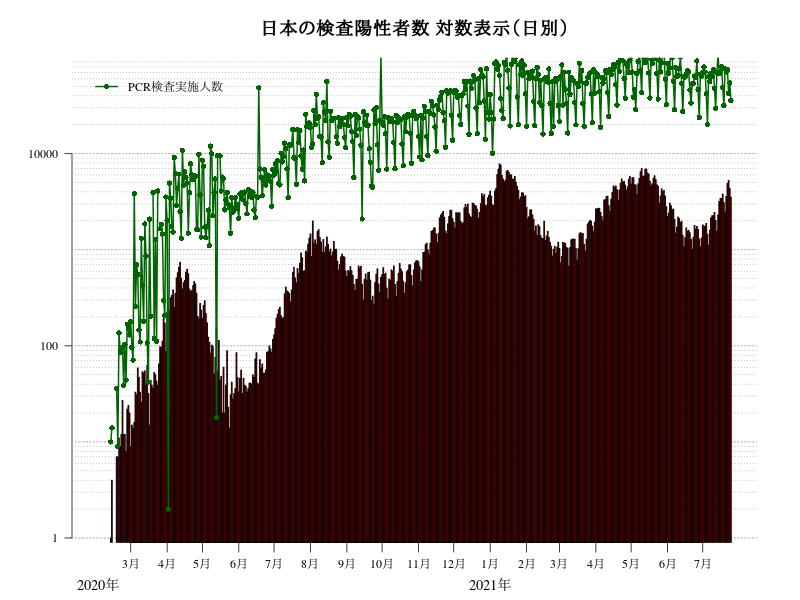 日本の検査陽性者数 対数表示（日別）
PCR検査実施人数
10000
100
1
3月 4月 5月 6月 7月 8月 9月 10月 11月 12月 1月 2月 3月 4月 5月 6月 7月
2020年 2021年